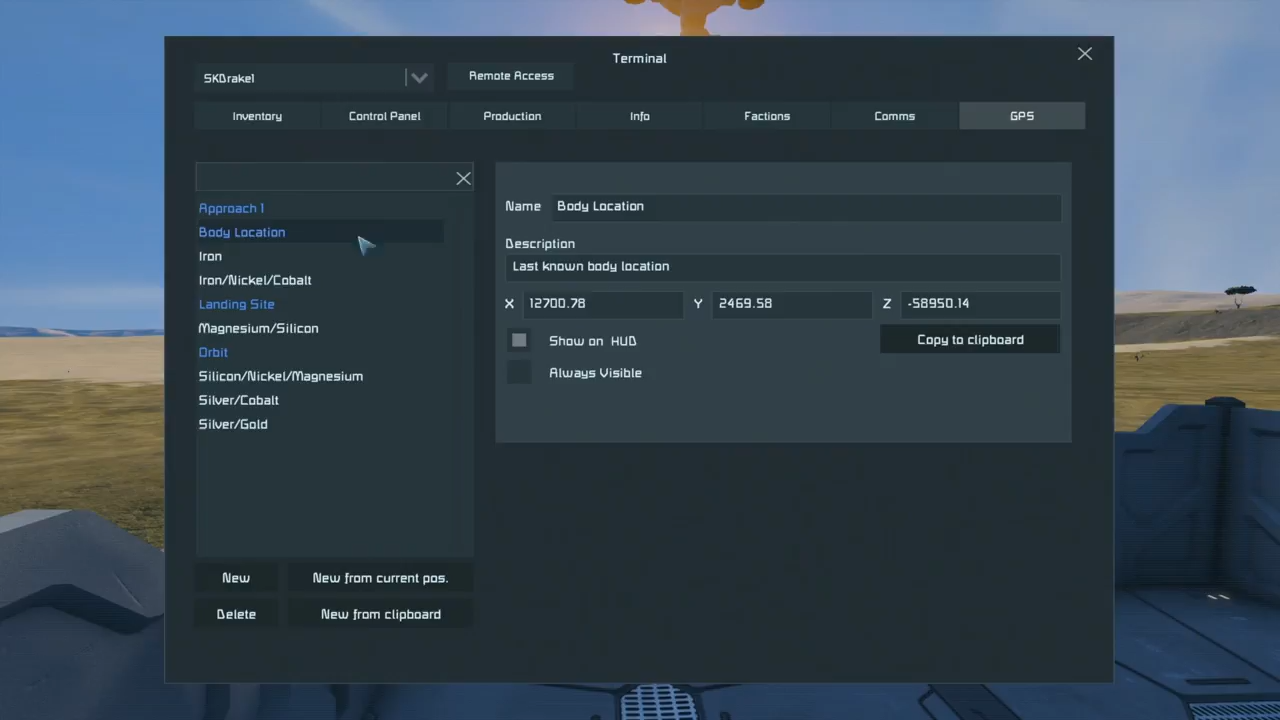 Terminal
SKDrakel
Remote Access
Inventory
Control Panel
Production
Info
Factions
Comms
GPS
Approach 1
Body Location
Iron
Iron/Nickel/Cobalt
Landing Site
Magnesium/Silicon
Orbit
Silicon/Nickel/Magnesium
Silver/Cobalt
Silver/Gold
New
New from current pos.
Delete
New from clipboard
Name Body Location
Description
Last known body location
X 12700.78 Y 2469.58 Z -58950.14
Show on HUD
Copy to clipboard
Always Visible